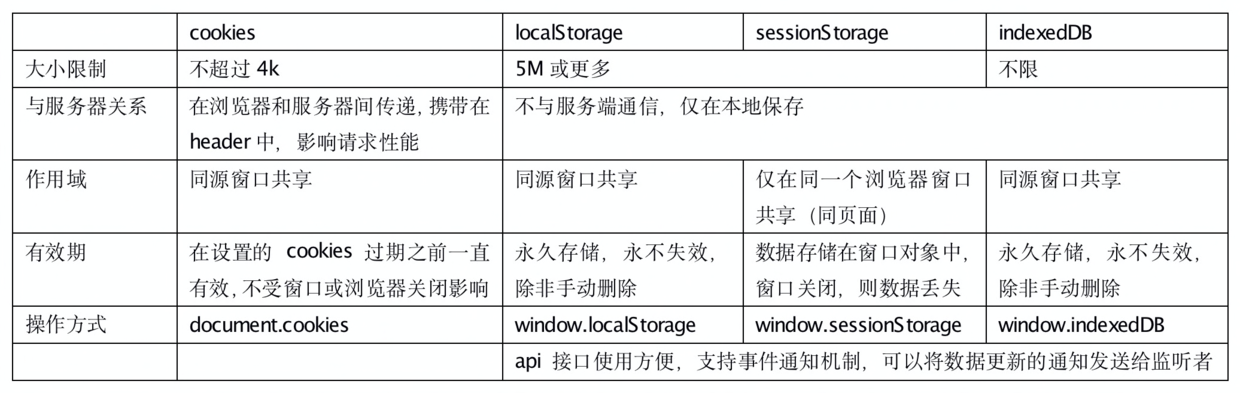 cookies localStorage sessionStorage indexedDB
大小限制 不超过 4k 5M 或更多 不限
与服务器关系 在浏览器和服务器间传递，携带在 不与服务端通信，仅在本地保存
header 中，影响请求性能
作用域 同源窗口共享 同源窗口共享 仅在同一个浏览器窗口 同源窗口共享
共享（同页面）
有效期 在设置的 cookies 过期之前一直 永久存储，永不失效， 数据存储在窗口对象中， 永久存储，永不失效，
有效，不受窗口或浏览器关闭影响 除非手动删除 窗口关闭，则数据丢失 除非手动删除
操作方式 document.cookies window.localStorage window.sessionStorage window.indexedDB
api 接口使用方便，支持事件通知机制，可以将数据更新的通知发送给监听者